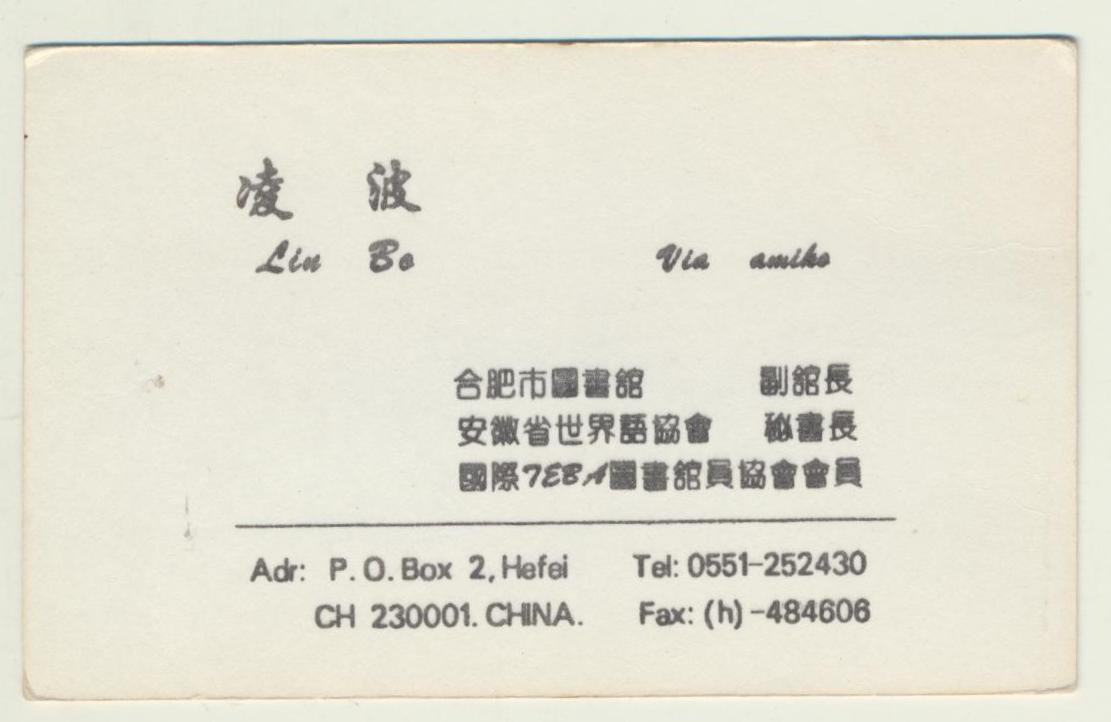 凌 波
Lin Bo Via amiko
合肥市圖書館 副館長
安徽省世界語協會 秘書長
國際TEBA圖書館員協會會員
Adr: P.O.Box 2,Hefei Tel: 0551-252430
CH 230001. CHINA. Fax: (h)-484606